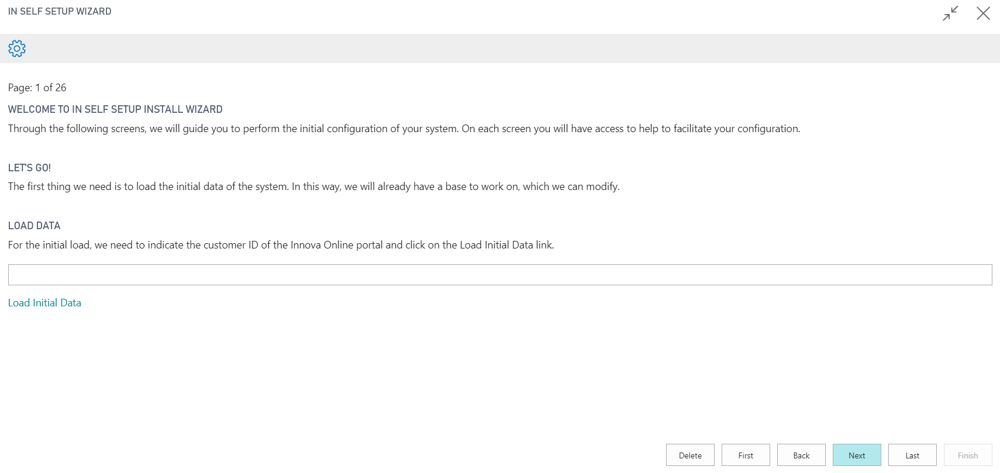 IN SELF SETUP WIZARD
Page: 1 of 26
WELCOME TO IN SELF SETUP INSTALL WIZARD
Through the following screens, we will guide you to perform the initial configuration of your system. On each screen you will have access to help to facilitate your configuration.
LET'S GO!
The first thing we need is to load the initial data of the system. In this way, we will already have a base to work on, which we can modify.
LOAD DATA
For the initial load, we need to indicate the customer ID of the Innova Online portal and click on the Load Initial Data link.
Load Initial Data
Delete First Back Next Last Finish